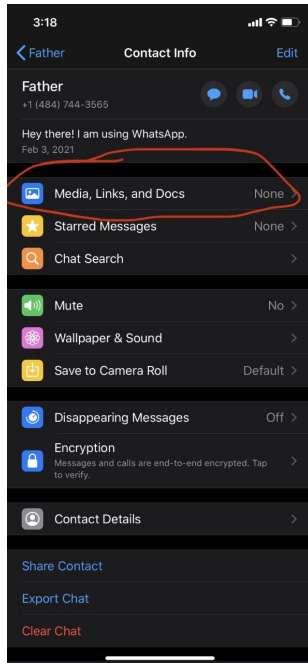 3:18
Father
Contact Info
Edit
Father
+1 (484) 744-3565
Hey there! I am using WhatsApp.
Feb 3, 2021
Media, Links, and Docs None
Starred Messages None
Chat Search
Mute No
Wallpaper & Sound
Save to Camera Roll Default
Disappearing Messages Off
Encryption
Messages and calls are end-to-end encrypted. Tap
to verify.
Contact Details
Share Contact
Export Chat
Clear Chat